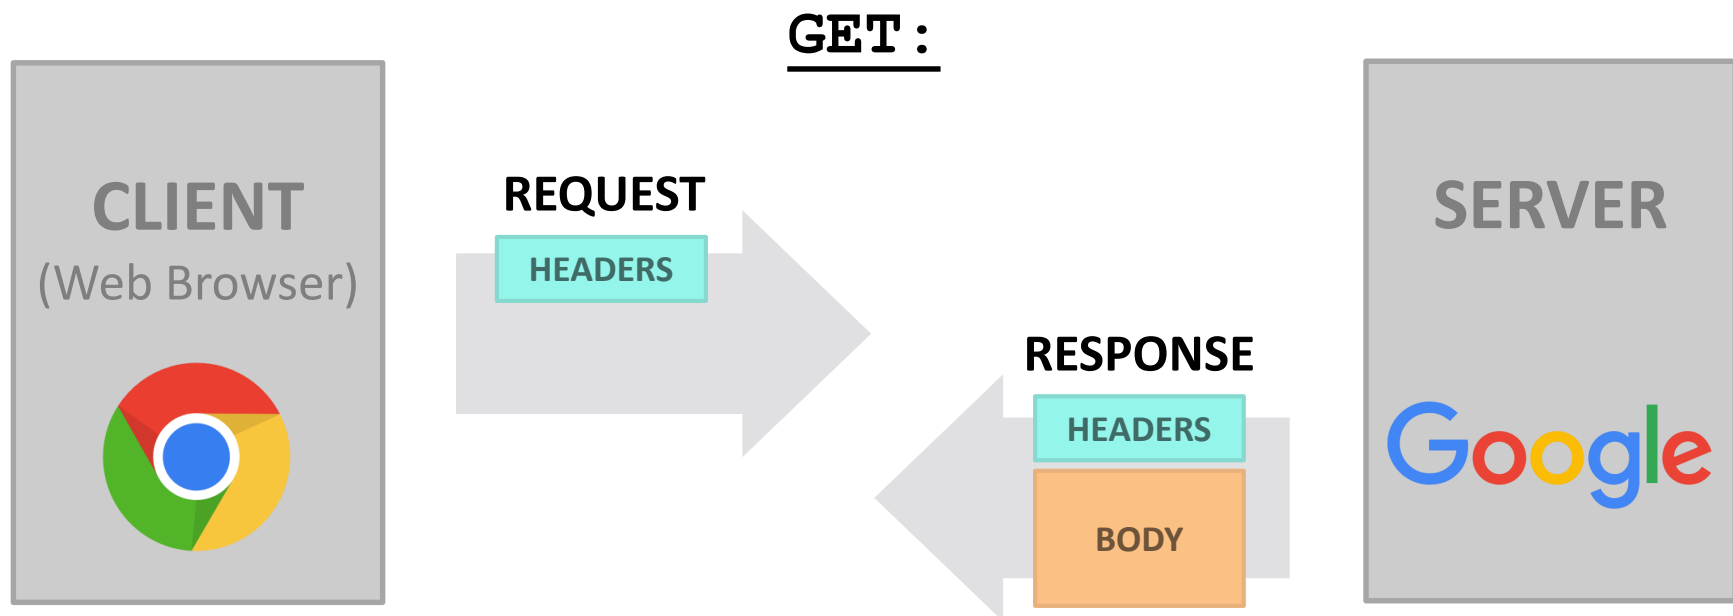 GET:
CLIENT
(Web Browser)
REQUEST
HEADERS
RESPONSE
HEADERS
BODY
SERVER
Google